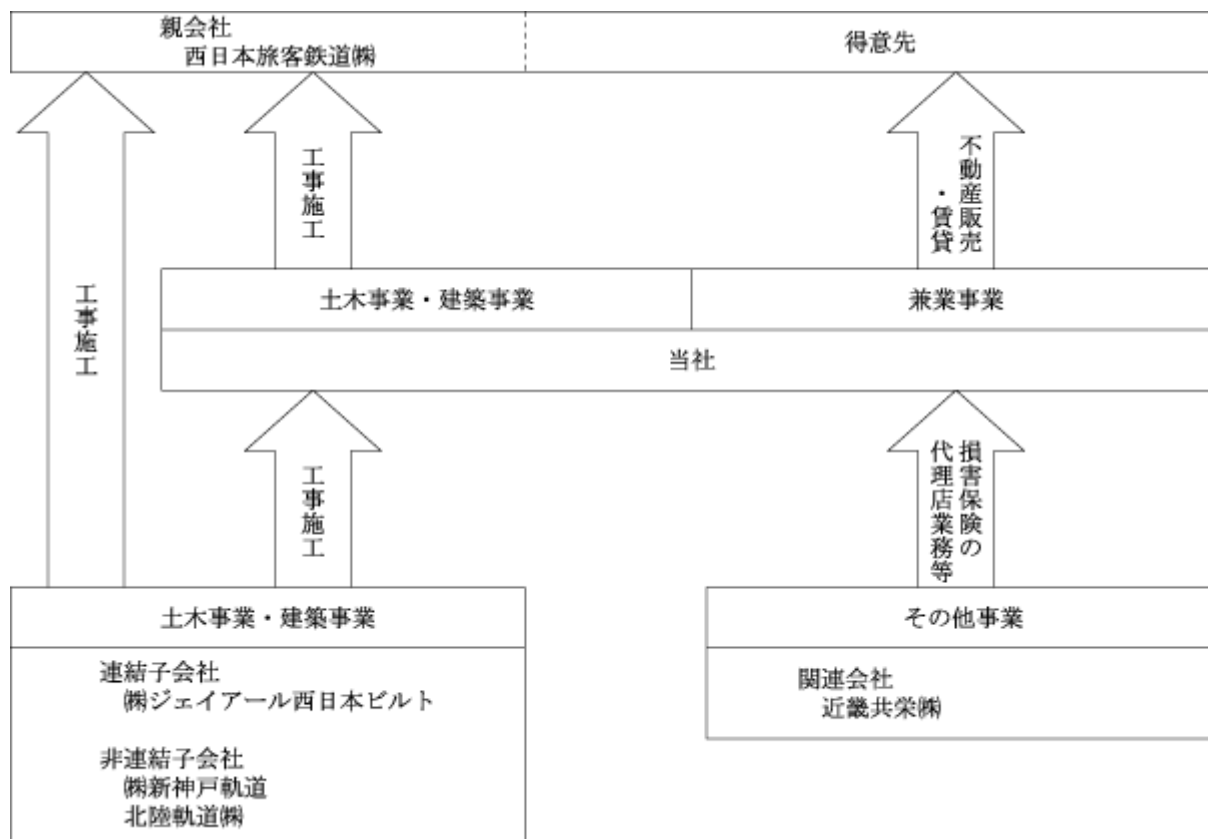 親会社
西日本旅客鉄道㈱
得意先
工事施工
工事施工
不動産販売
・賃貸
土木事業・建築事業
兼業事業
当社
工事施工
損害保険の
代理店業務等
土木事業・建築事業
その他事業
連結子会社
㈱ジェイアール西日本ビルト
非連結子会社
㈱新神戸軌道
北陸軌道㈱
関連会社
近畿共栄㈱